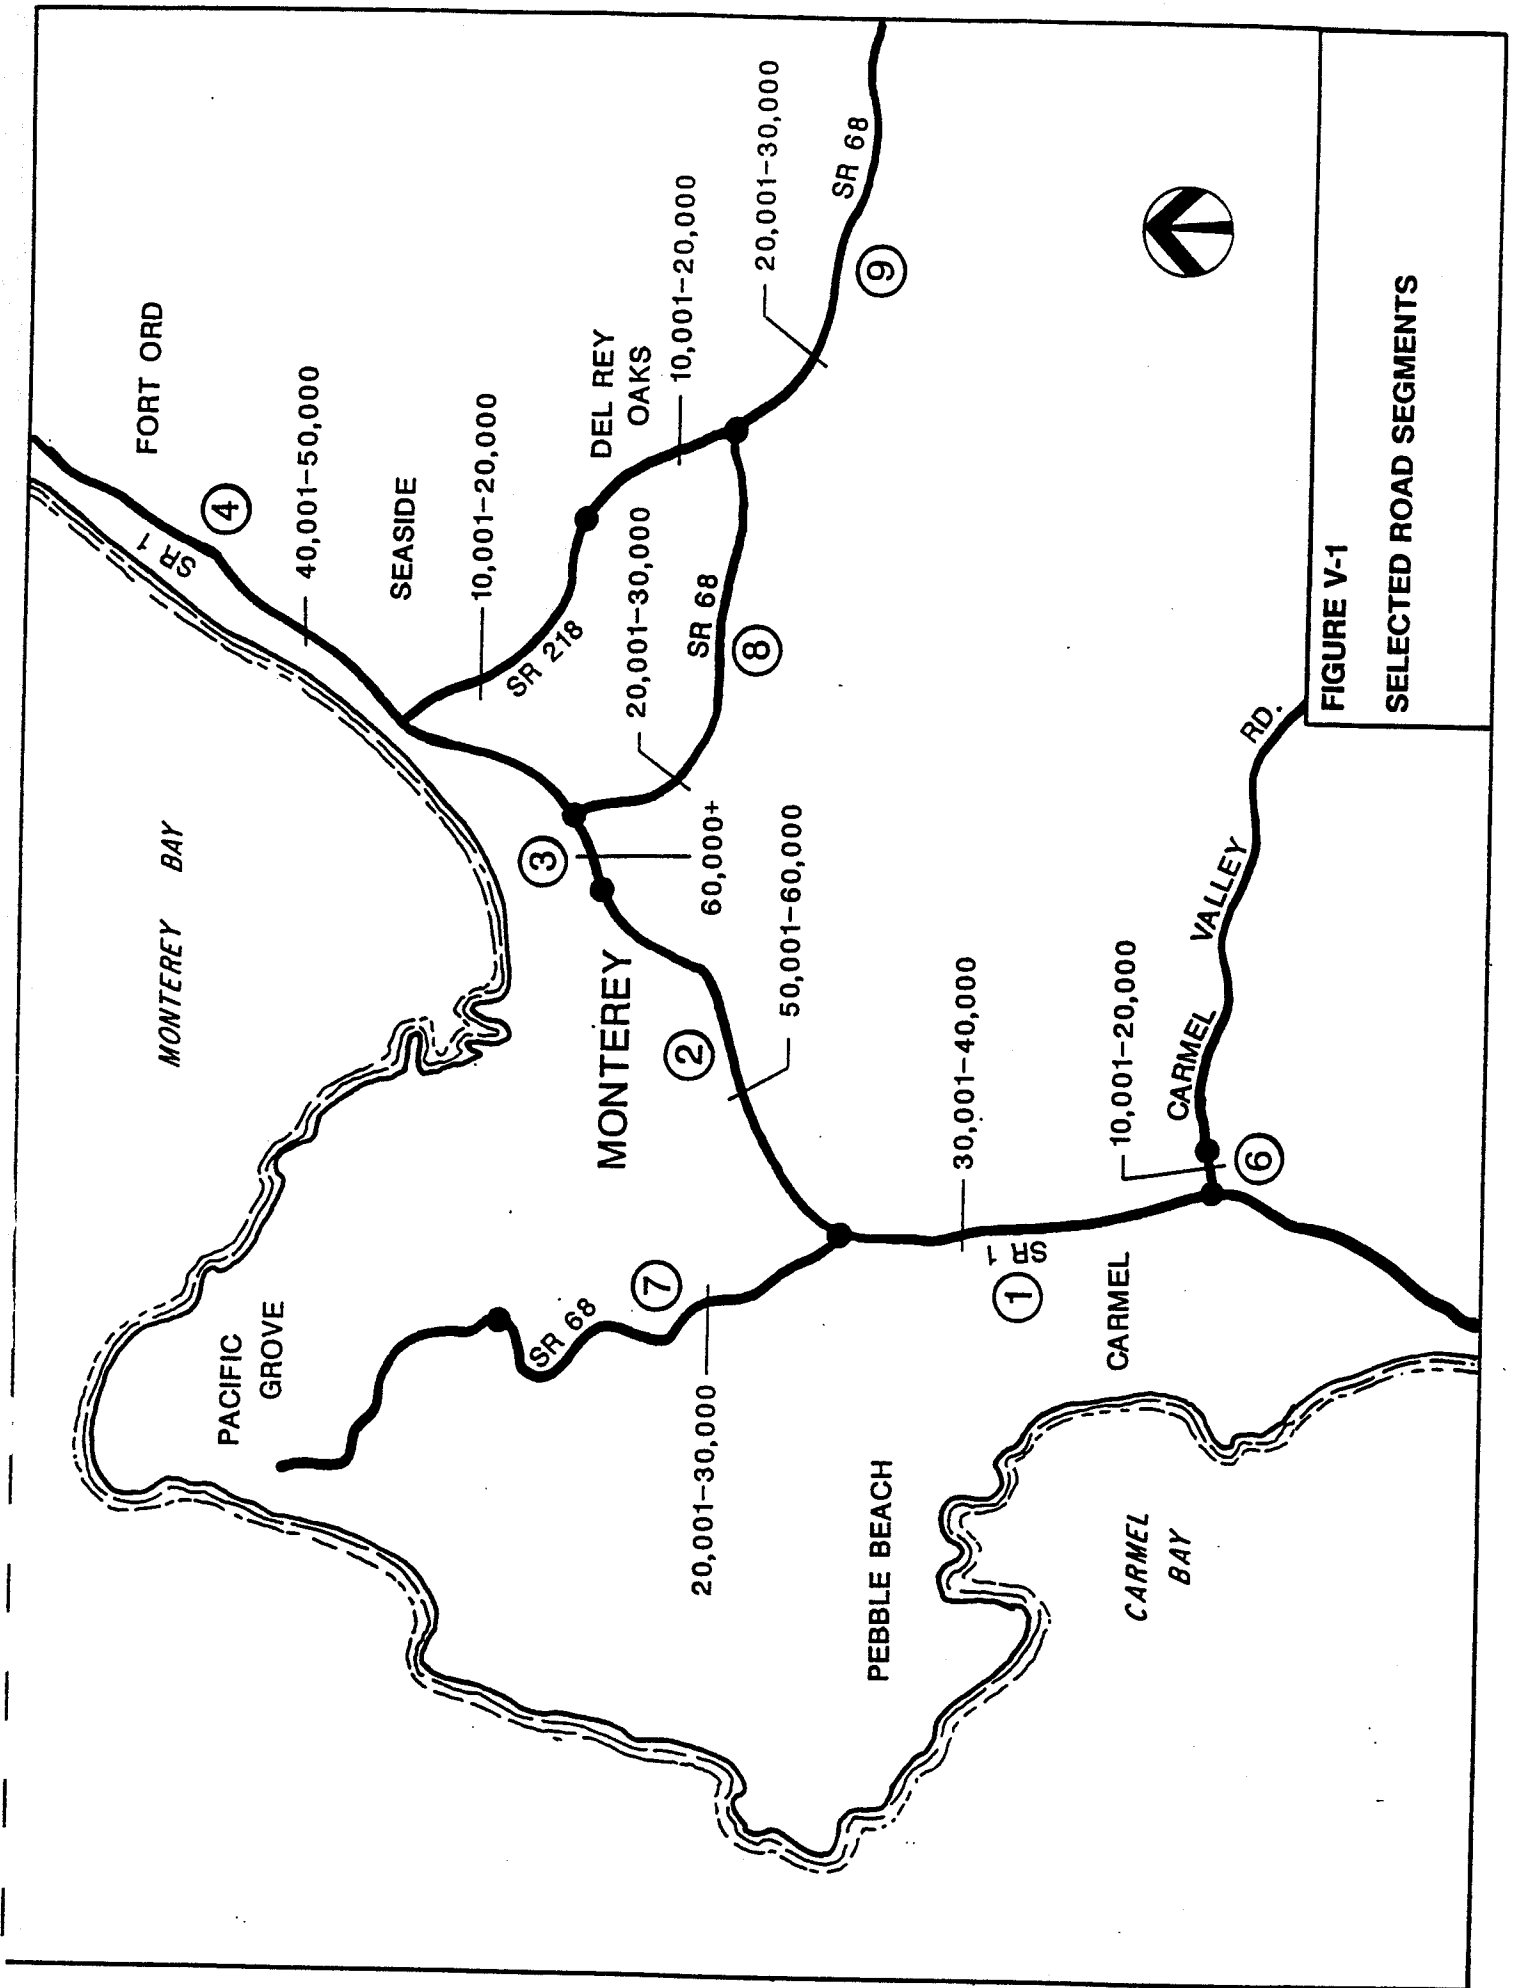 FORT ORD
SR 1
4
40,001–50,000
SEASIDE
10,001–20,000
SR 218
DEL REY
OAKS
10,001–20,000
20,001–30,000
SR 68
9
20,001–30,000
SR 68
8
MONTEREY BAY
3
60,000+
MONTEREY
2
50,001–60,000
PACIFIC
GROVE
SR 68
7
20,001–30,000
30,001–40,000
SR 1
1
CARMEL
10,001–20,000
6
CARMEL VALLEY RD.
PEBBLE BEACH
CARMEL
BAY
FIGURE V-1
SELECTED ROAD SEGMENTS